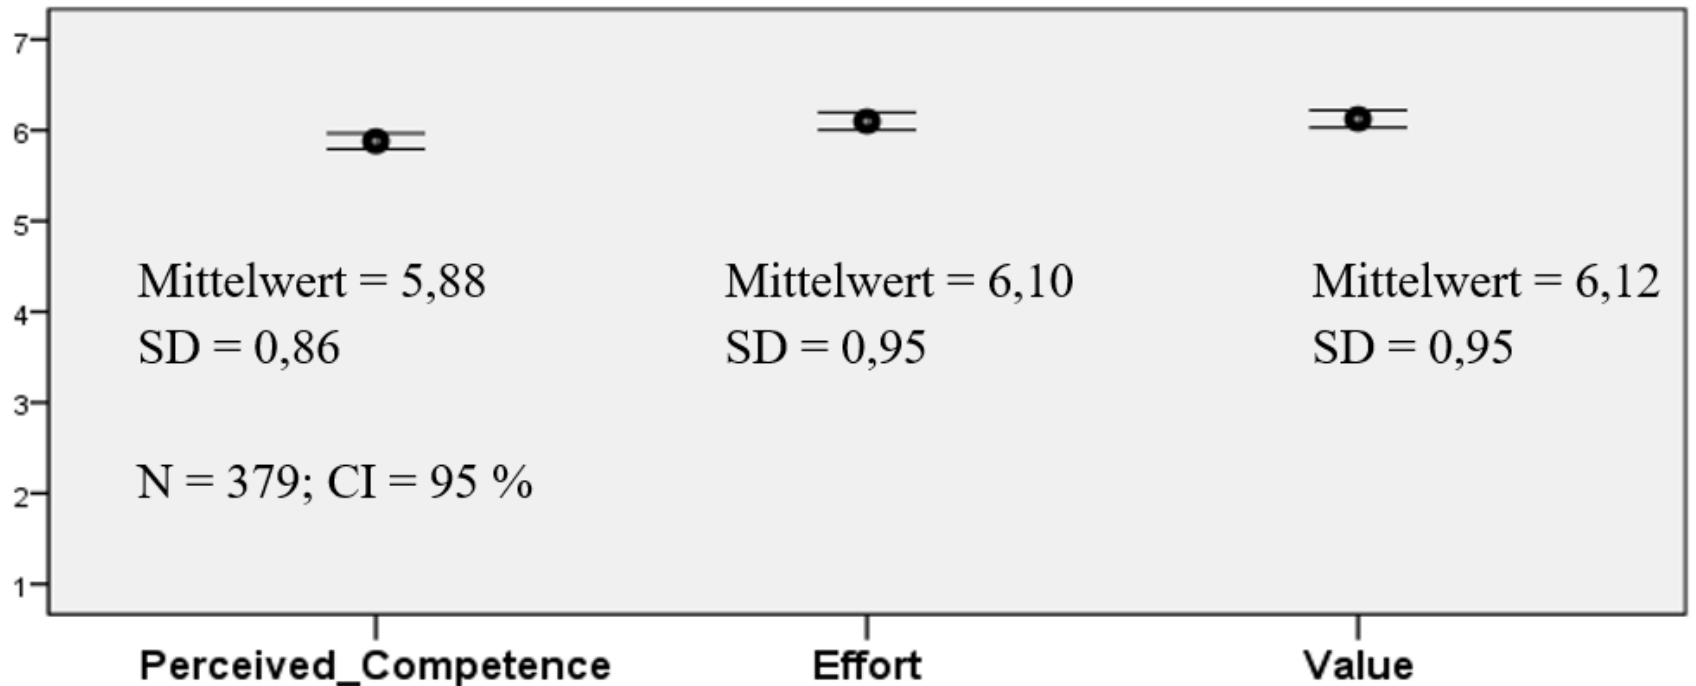 7
6
5
4
3
2
1
Mittelwert = 5,88
SD = 0,86
Mittelwert = 6,10
SD = 0,95
Mittelwert = 6,12
SD = 0,95
N = 379; CI = 95 %
Perceived_Competence
Effort
Value